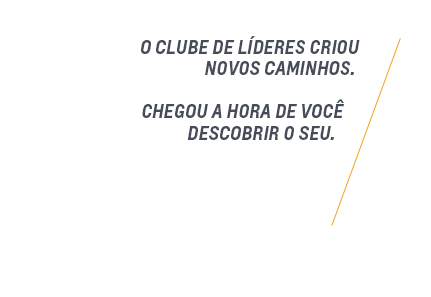 O CLUBE DE LÍDERES CRIOU
NOVOS CAMINHOS.
CHEGOU A HORA DE VOCÊ
DESCOBRIR O SEU.